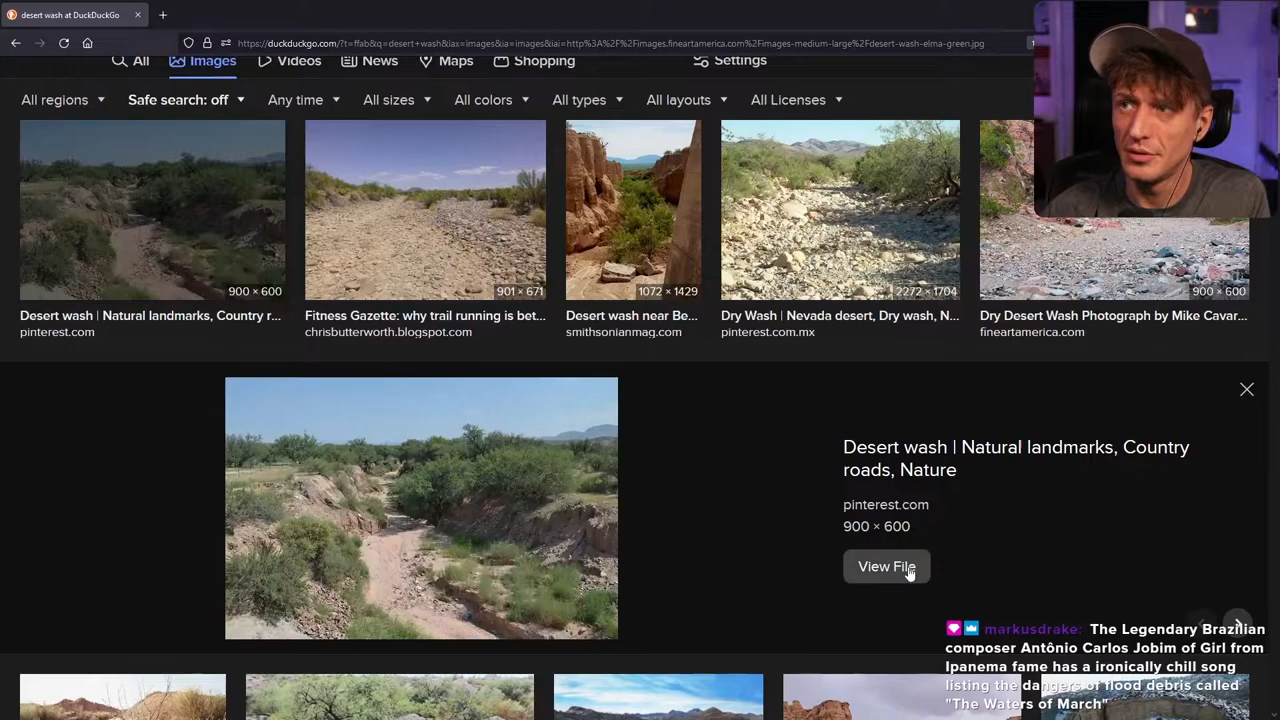 desert wash at DuckDuckGo
https://duckduckgo.com/?t=ffab&q=desert+wash&iax=images&ia=images&iai=http%3A%2F%2Fimages.fineartamerica.com%2Fimages-medium-large%2Fdesert-wash-elma-green.jpg
All Images Videos News Maps Shopping Settings
All regions Safe search: off Any time All sizes All colors All types All layouts All Licenses
900 × 600 901 × 671 1072 × 1429 2272 × 1704 900 × 600
Desert wash | Natural landmarks, Country r... Fitness Gazette: why trail running is bet... Desert wash near Be... Dry Wash | Nevada desert, Dry wash, N... Dry Desert Wash Photograph by Mike Cavar...
pinterest.com chrisbutterworth.blogspot.com smithsonianmag.com pinterest.com.mx fineartamerica.com
Desert wash | Natural landmarks, Country
roads, Nature
pinterest.com
900 × 600
View File
markusdrake: The Legendary Brazilian
composer Antônio Carlos Jobim of Girl from
Ipanema fame has a ironically chill song
listing the dangers of flood debris called
"The Waters of March"